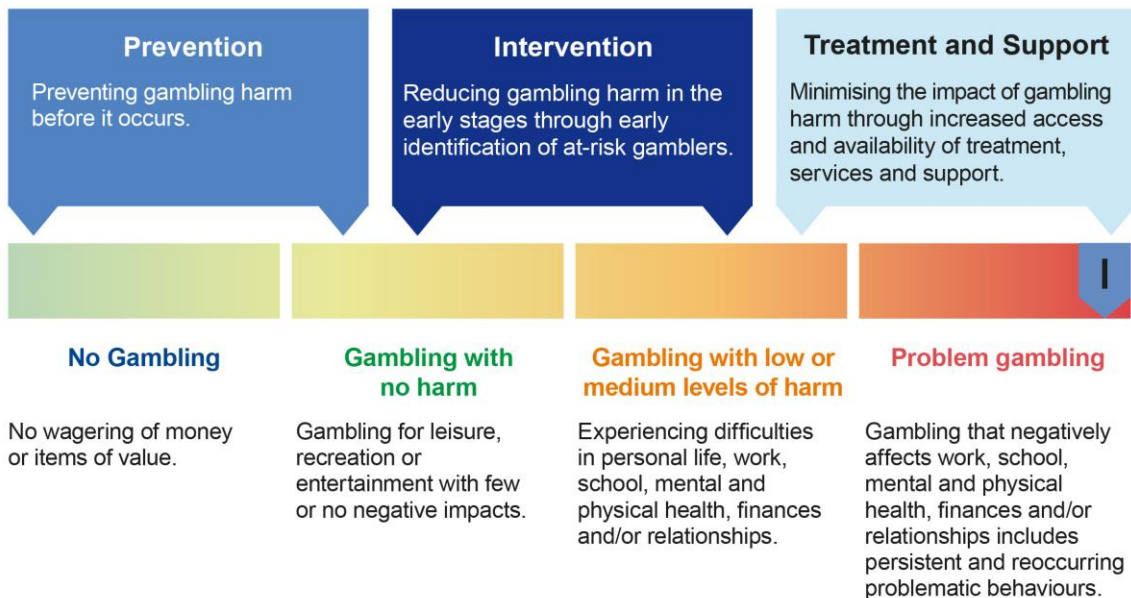 Prevention
Preventing gambling harm
before it occurs.
Intervention
Reducing gambling harm in the
early stages through early
identification of at-risk gamblers.
Treatment and Support
Minimising the impact of gambling
harm through increased access
and availability of treatment,
services and support.
I
No Gambling
No wagering of money
or items of value.
Gambling with
no harm
Gambling for leisure,
recreation or
entertainment with few
or no negative impacts.
Gambling with low or
medium levels of harm
Experiencing difficulties
in personal life, work,
school, mental and
physical health, finances
and/or relationships.
Problem gambling
Gambling that negatively
affects work, school,
mental and physical
health, finances and/or
relationships includes
persistent and reoccurring
problematic behaviours.